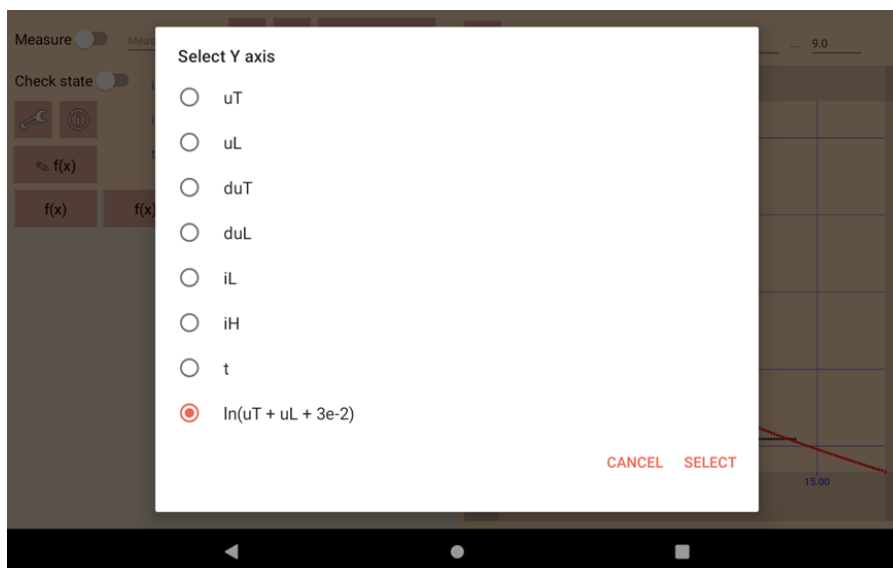 Measure
Meas
... 9.0
Check state
Select Y axis
uT
uL
duT
duL
iL
iH
t
ln(uT + uL + 3e-2)
CANCEL SELECT
f(x)
f(x)
f(x)
15.00